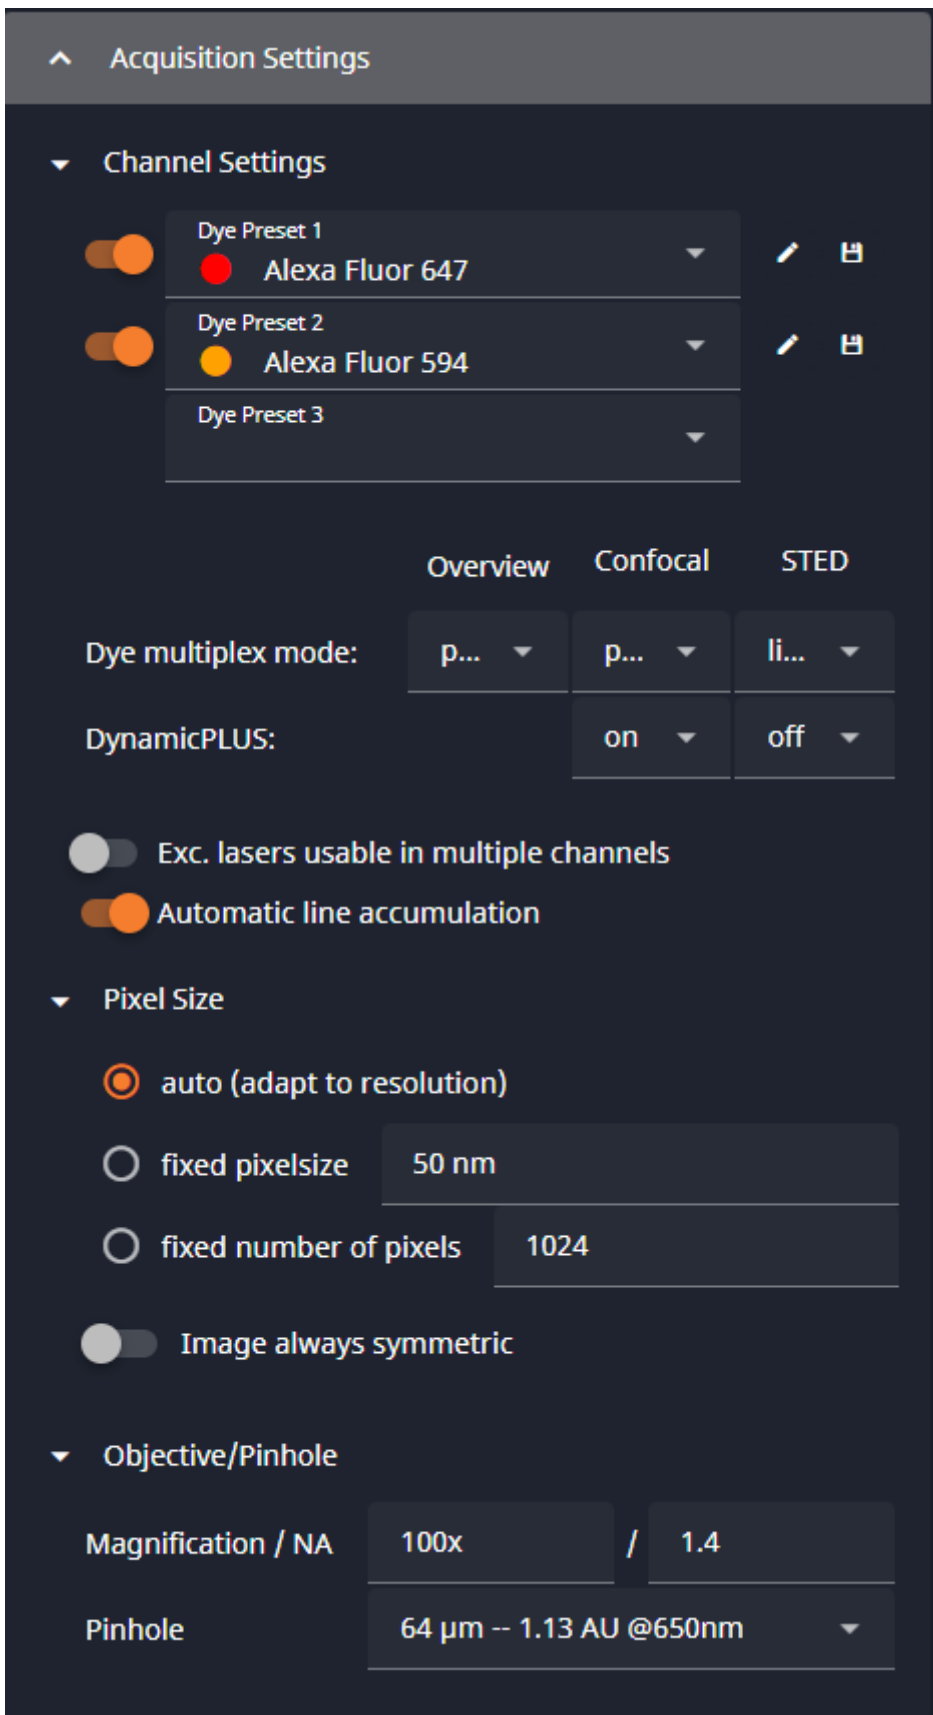 Acquisition Settings
Channel Settings
Dye Preset 1
Alexa Fluor 647
Dye Preset 2
Alexa Fluor 594
Dye Preset 3
Overview Confocal STED
Dye multiplex mode: p... p... li...
DynamicPLUS: on off
Exc. lasers usable in multiple channels
Automatic line accumulation
Pixel Size
auto (adapt to resolution)
fixed pixelsize 50 nm
fixed number of pixels 1024
Image always symmetric
Objective/Pinhole
Magnification / NA 100x / 1.4
Pinhole 64 µm -- 1.13 AU @650nm